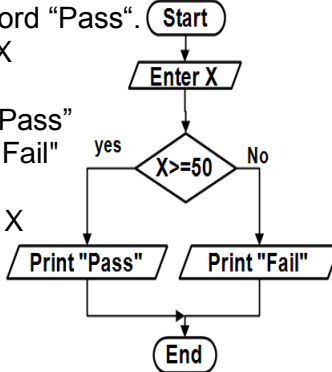 ord “Pass“.
X
Pass”
Fail"
X
Start
Enter X
X>=50
yes
No
Print "Pass"
Print "Fail"
End